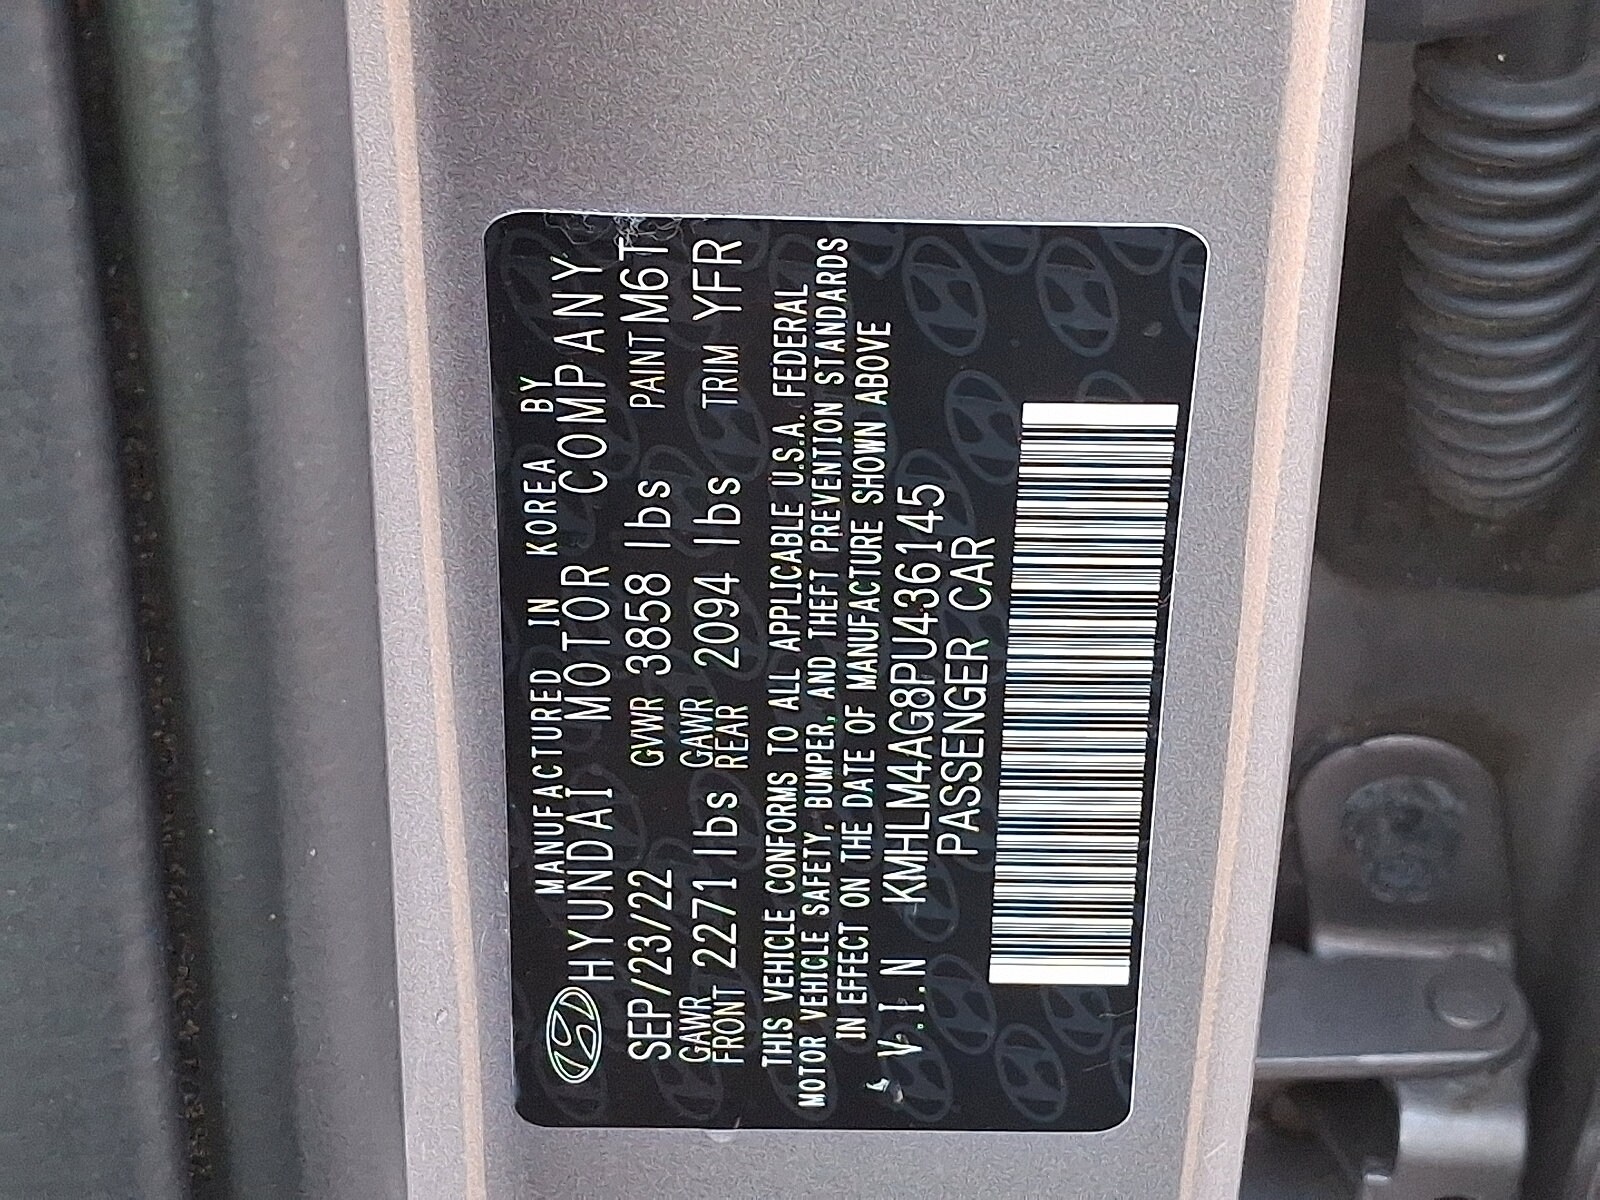 MANUFACTURED IN KOREA BY
HYUNDAI MOTOR COMPANY
SEP/23/22 GVWR 3858 lbs PAINT M6T
GAWR FRONT 2271 lbs GAWR REAR 2094 lbs TRIM YFR
THIS VEHICLE CONFORMS TO ALL APPLICABLE U.S.A. FEDERAL
MOTOR VEHICLE SAFETY, BUMPER, AND THEFT PREVENTION STANDARDS
IN EFFECT ON THE DATE OF MANUFACTURE SHOWN ABOVE
V.I.N KMHLM4AG8PU436145
PASSENGER CAR